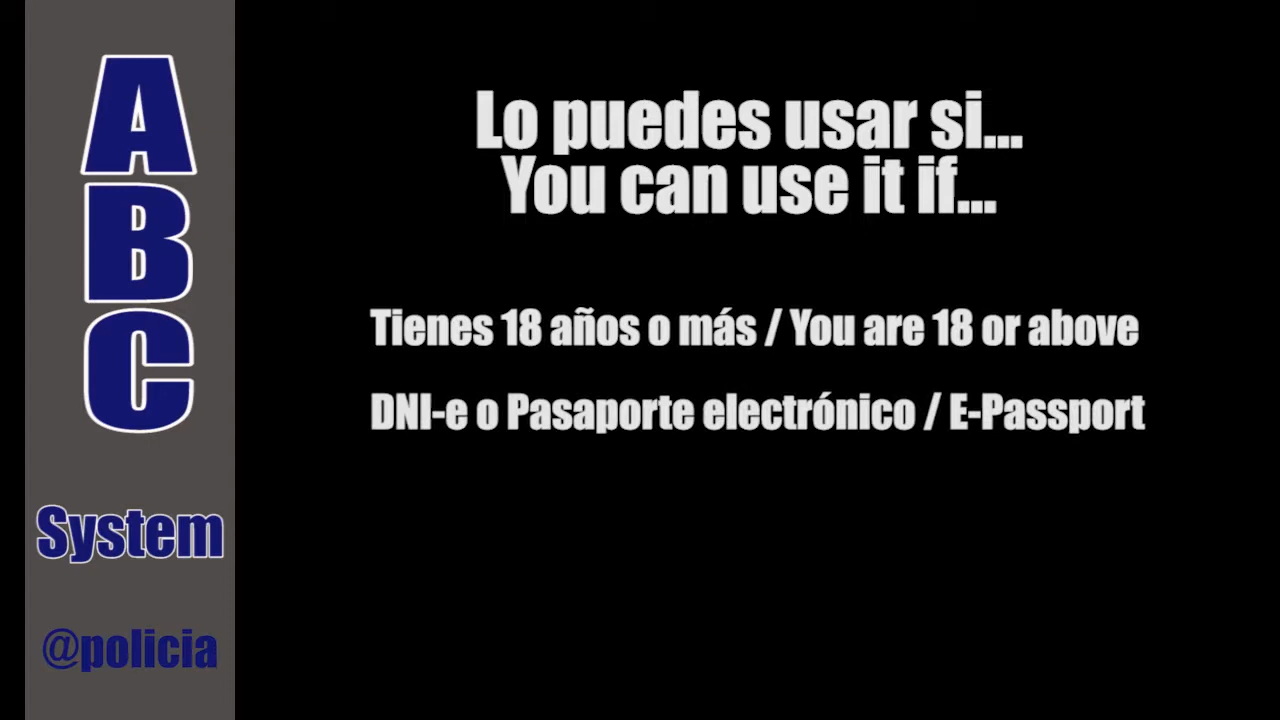 A
B
C
System
@policia
Lo puedes usar si...
You can use it if...
Tienes 18 años o más / You are 18 or above
DNI-e o Pasaporte electrónico / E-Passport